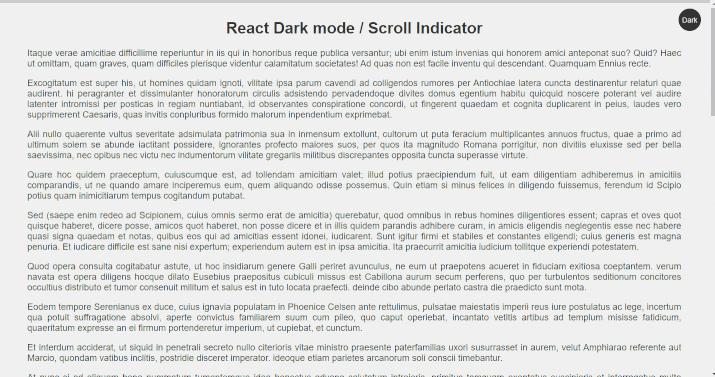 Dark
React Dark mode / Scroll Indicator
Itaque verae amicitiae difficillime reperiuntur in iis qui in honoribus reque publica versantur; ubi enim istum invenias qui honorem amici anteponat suo? Quid? Haec
ut omittam, quam graves, quam difficiles plerisque videntur calamitatum societates! Ad quas non est facile inventu qui descendant. Quamquam Ennius recte.
Excogitatum est super his, ut homines quidam ignoti, vilitate ipsa parum cavendi ad colligendos rumores per Antiochiae latera cuncta destinarentur relaturi quae
audirent. hi peragranter et dissimulanter honoratorum circulis adsistendo pervadendoque divites domus egentium habitu quicquid noscere poterant vel audire
latenter intromissi per posticas in regiam nuntiabant, id observantes conspiratione concordi, ut fingerent quaedam et cognita duplicarent in peius, laudes vero
supprimerent Caesaris, quas invitis conpluribus formido malorum inpendentium exprimebat.
Alii nullo quaerente vultus severitate adsimulata patrimonia sua in inmensum extollunt, cultorum ut puta feracium multiplicantes annuos fructus, quae a primo ad
ultimum solem se abunde iactitant possidere, ignorantes profecto maiores suos, per quos ita magnitudo Romana porrigitur, non divitiis eluxisse sed per bella
saevissima, nec opibus nec victu nec indumentorum vilitate gregariis militibus discrepantes opposita cuncta superasse virtute.
Quare hoc quidem praeceptum, cuiuscumque est, ad tollendam amicitiam valet; illud potius praecipiendum fuit, ut eam diligentiam adhiberemus in amicitiis
comparandis, ut ne quando amare inciperemus eum, quem aliquando odisse possemus. Quin etiam si minus felices in diligendo fuissemus, ferendum id Scipio
potius quam inimicitiarum tempus cogitandum putabat.
Sed (saepe enim redeo ad Scipionem, cuius omnis sermo erat de amicitia) querebatur, quod omnibus in rebus homines diligentiores essent; capras et oves quot
quisque haberet, dicere posse, amicos quot haberet, non posse dicere et in illis quidem parandis adhibere curam, in amicis eligendis neglegentis esse nec habere
quasi signa quaedam et notas, quibus eos qui ad amicitias essent idonei, iudicarent. Sunt igitur firmi et stabiles et constantes eligendi; cuius generis est magna
penuria. Et iudicare difficile est sane nisi expertum; experiendum autem est in ipsa amicitia. Ita praecurrit amicitia iudicium tollitque experiendi potestatem.
Quod opera consulta cogitabatur astute, ut hoc insidiarum genere Galli periret avunculus, ne eum ut praepotens acueret in fiduciam exitiosa coeptantem. verum
navata est opera diligens hocque dilato Eusebius praepositus cubiculi missus est Cabillona aurum secum perferens, quo per turbulentos seditionum concitores
occultius distributo et tumor consenuit militum et salus est in tuto locata praefecti. deinde cibo abunde perlato castra die praedicto sunt mota.
Eodem tempore Serenianus ex duce, cuius ignavia populatam in Phoenice Celsen ante rettulimus, pulsatae maiestatis imperii reus iure postulatus ac lege, incertum
qua potuit suffragatione absolvi, aperte convictus familiarem suum cum pileo, quo caput operiebat, incantato vetitis artibus ad templum misisse fatidicum,
quaeritatum expresse an ei firmum portenderetur imperium, ut cupiebat, et cunctum.
Et interdum acciderat, ut siquid in penetrali secreto nullo citerioris vitae ministro praesente paterfamilias uxori susurrasset in aurem, velut Amphiarao referente aut
Marcio, quondam vatibus inclitis, postridie disceret imperator. ideoque etiam parietes arcanorum soli conscii timebantur.